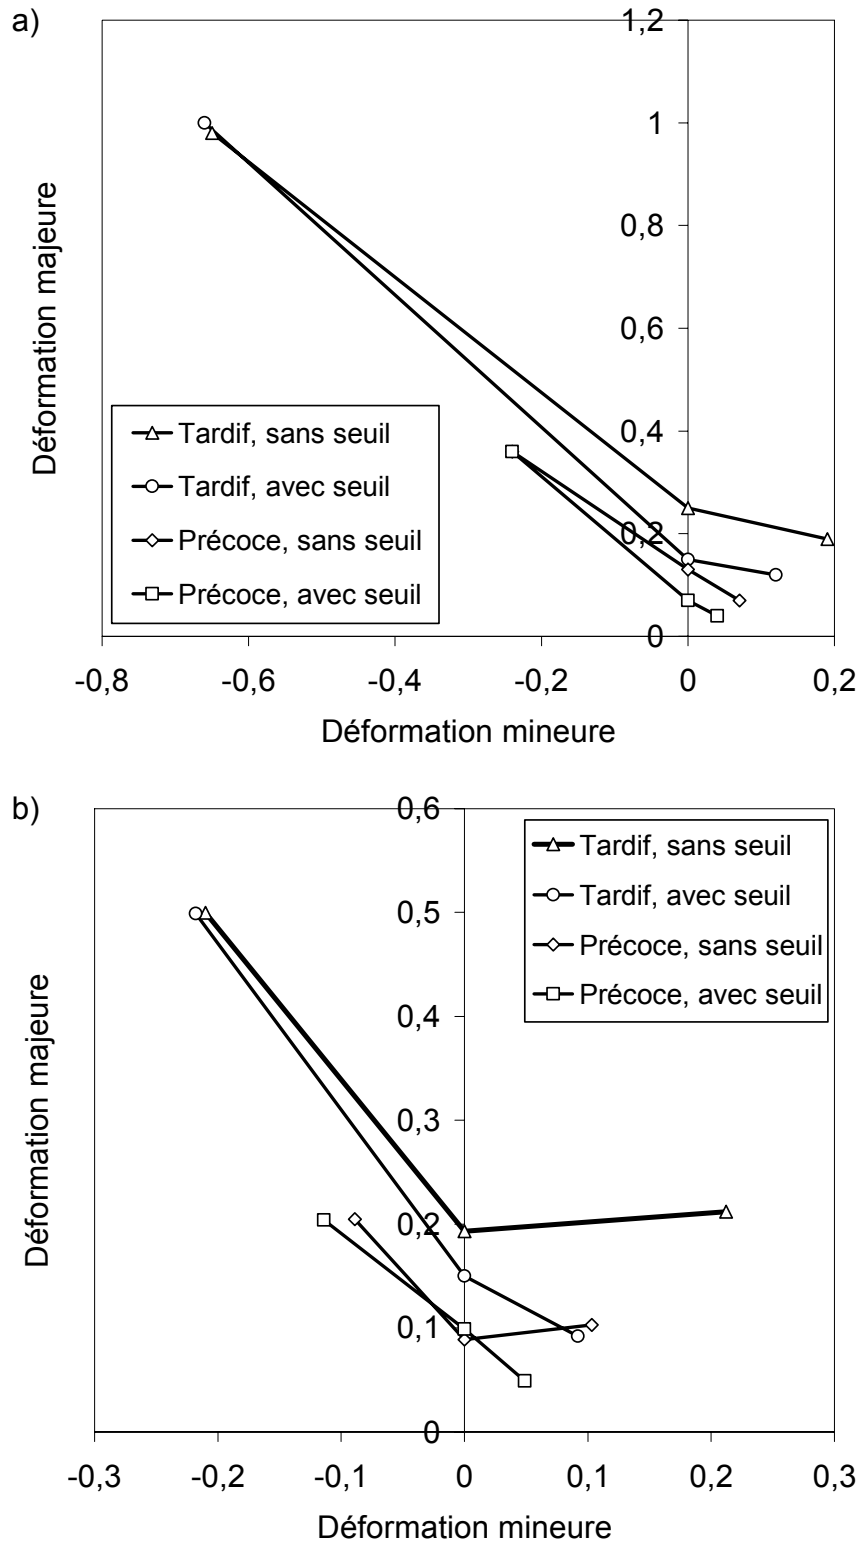 a)
1,2
1
0,8
0,6
0,4
0,2
0
Déformation majeure
Tardif, sans seuil
Tardif, avec seuil
Précoce, sans seuil
Précoce, avec seuil
-0,8 -0,6 -0,4 -0,2 0 0,2
Déformation mineure
b)
0,6
0,5
0,4
0,3
0,2
0,1
0
Déformation majeure
Tardif, sans seuil
Tardif, avec seuil
Précoce, sans seuil
Précoce, avec seuil
-0,3 -0,2 -0,1 0 0,1 0,2 0,3
Déformation mineure